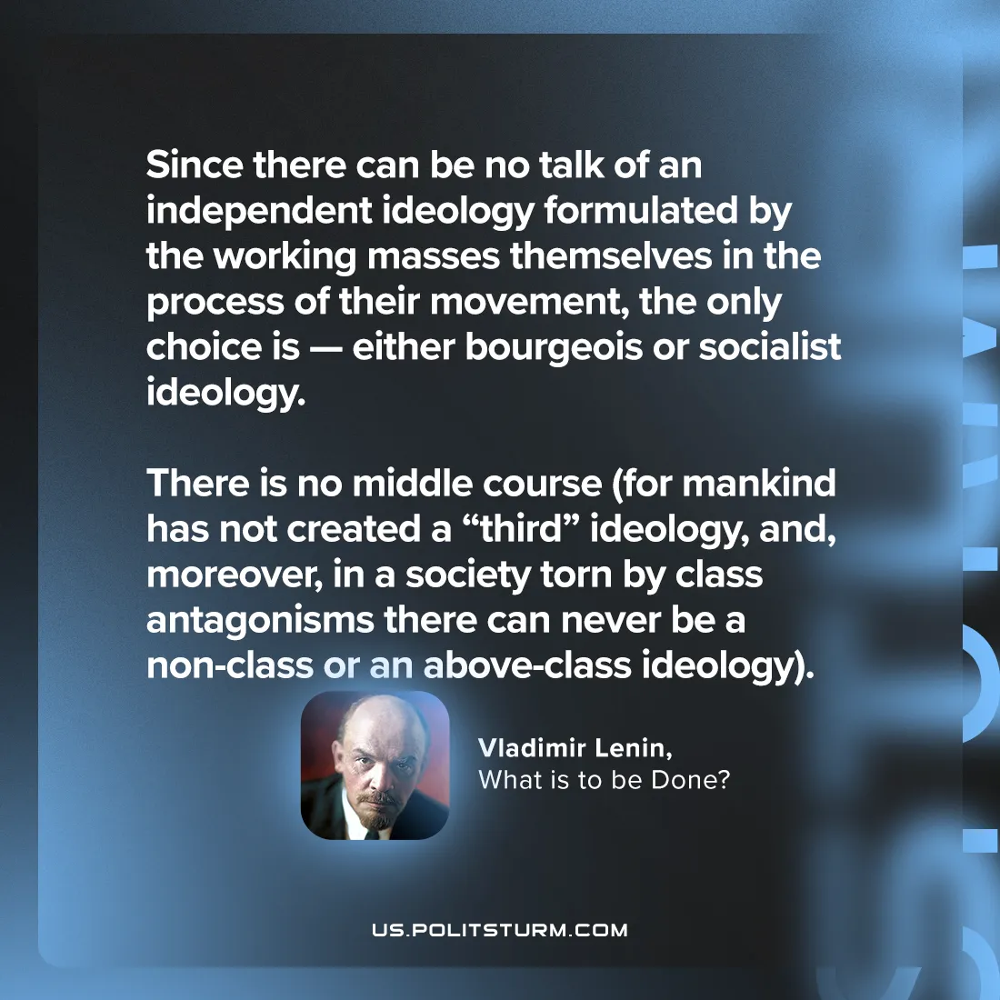 Since there can be no talk of an
independent ideology formulated by
the working masses themselves in the
process of their movement, the only
choice is — either bourgeois or socialist
ideology.
There is no middle course (for mankind
has not created a “third” ideology, and,
moreover, in a society torn by class
antagonisms there can never be a
non-class or an above-class ideology).
Vladimir Lenin,
What is to be Done?
US.POLITSTURM.COM